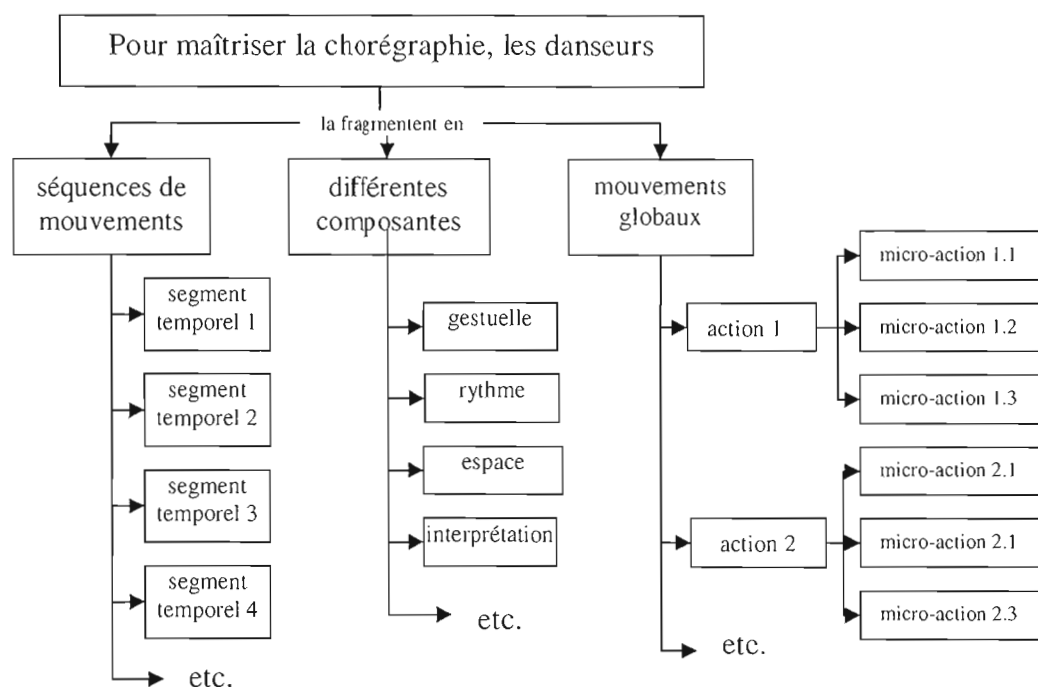 Pour maîtriser la chorégraphie, les danseurs
la fragmentent en
séquences de
mouvements
segment
temporel 1
segment
temporel 2
segment
temporel 3
segment
temporel 4
etc.
différentes
composantes
gestuelle
rythme
espace
interprétation
etc.
mouvements
globaux
action 1
micro-action 1.1
micro-action 1.2
micro-action 1.3
action 2
micro-action 2.1
micro-action 2.1
micro-action 2.3
etc.